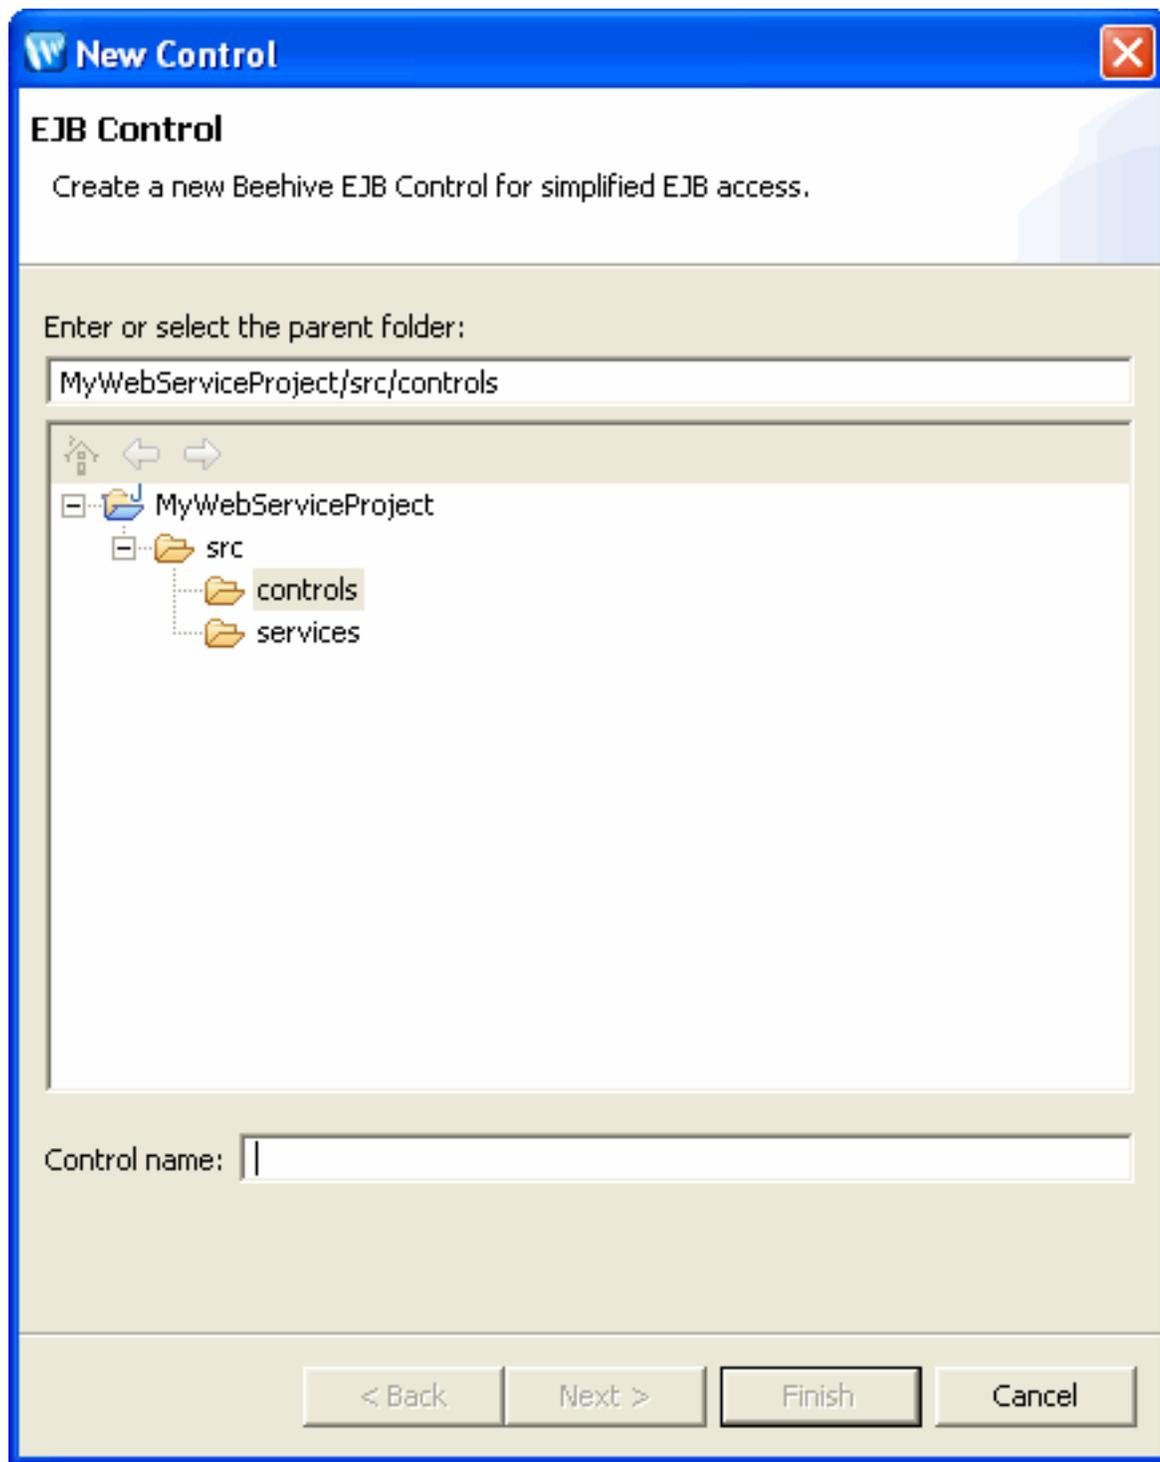 New Control
EJB Control
Create a new Beehive EJB Control for simplified EJB access.
Enter or select the parent folder:
MyWebServiceProject/src/controls
MyWebServiceProject
src
controls
services
Control name:
< Back Next > Finish Cancel